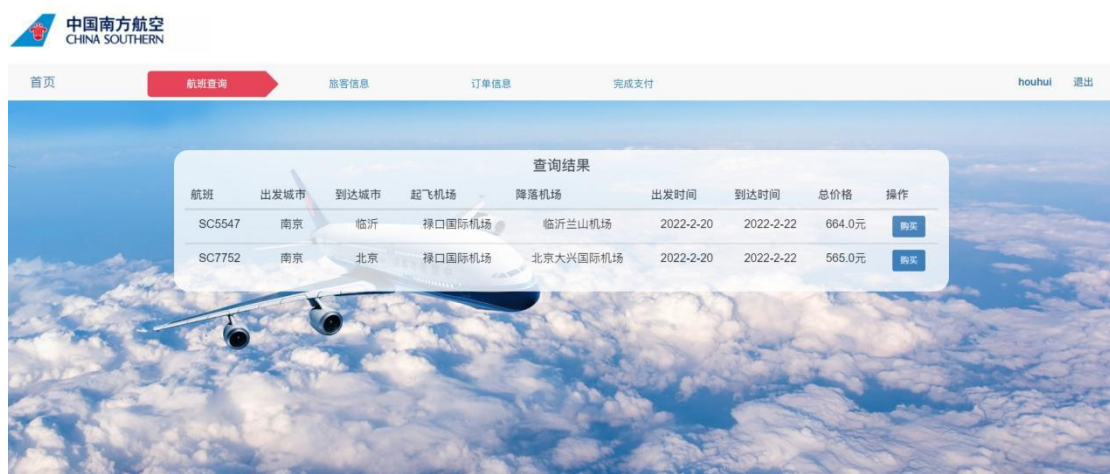 中国南方航空
CHINA SOUTHERN
首页 航班查询 旅客信息 订单信息 完成支付 houhui 退出
查询结果
航班 出发城市 到达城市 起飞机场 降落机场 出发时间 到达时间 总价格 操作
SC5547 南京 临沂 禄口国际机场 临沂兰山机场 2022-2-20 2022-2-22 664.0元 购买
SC7752 南京 北京 禄口国际机场 北京大兴国际机场 2022-2-20 2022-2-22 565.0元 购买